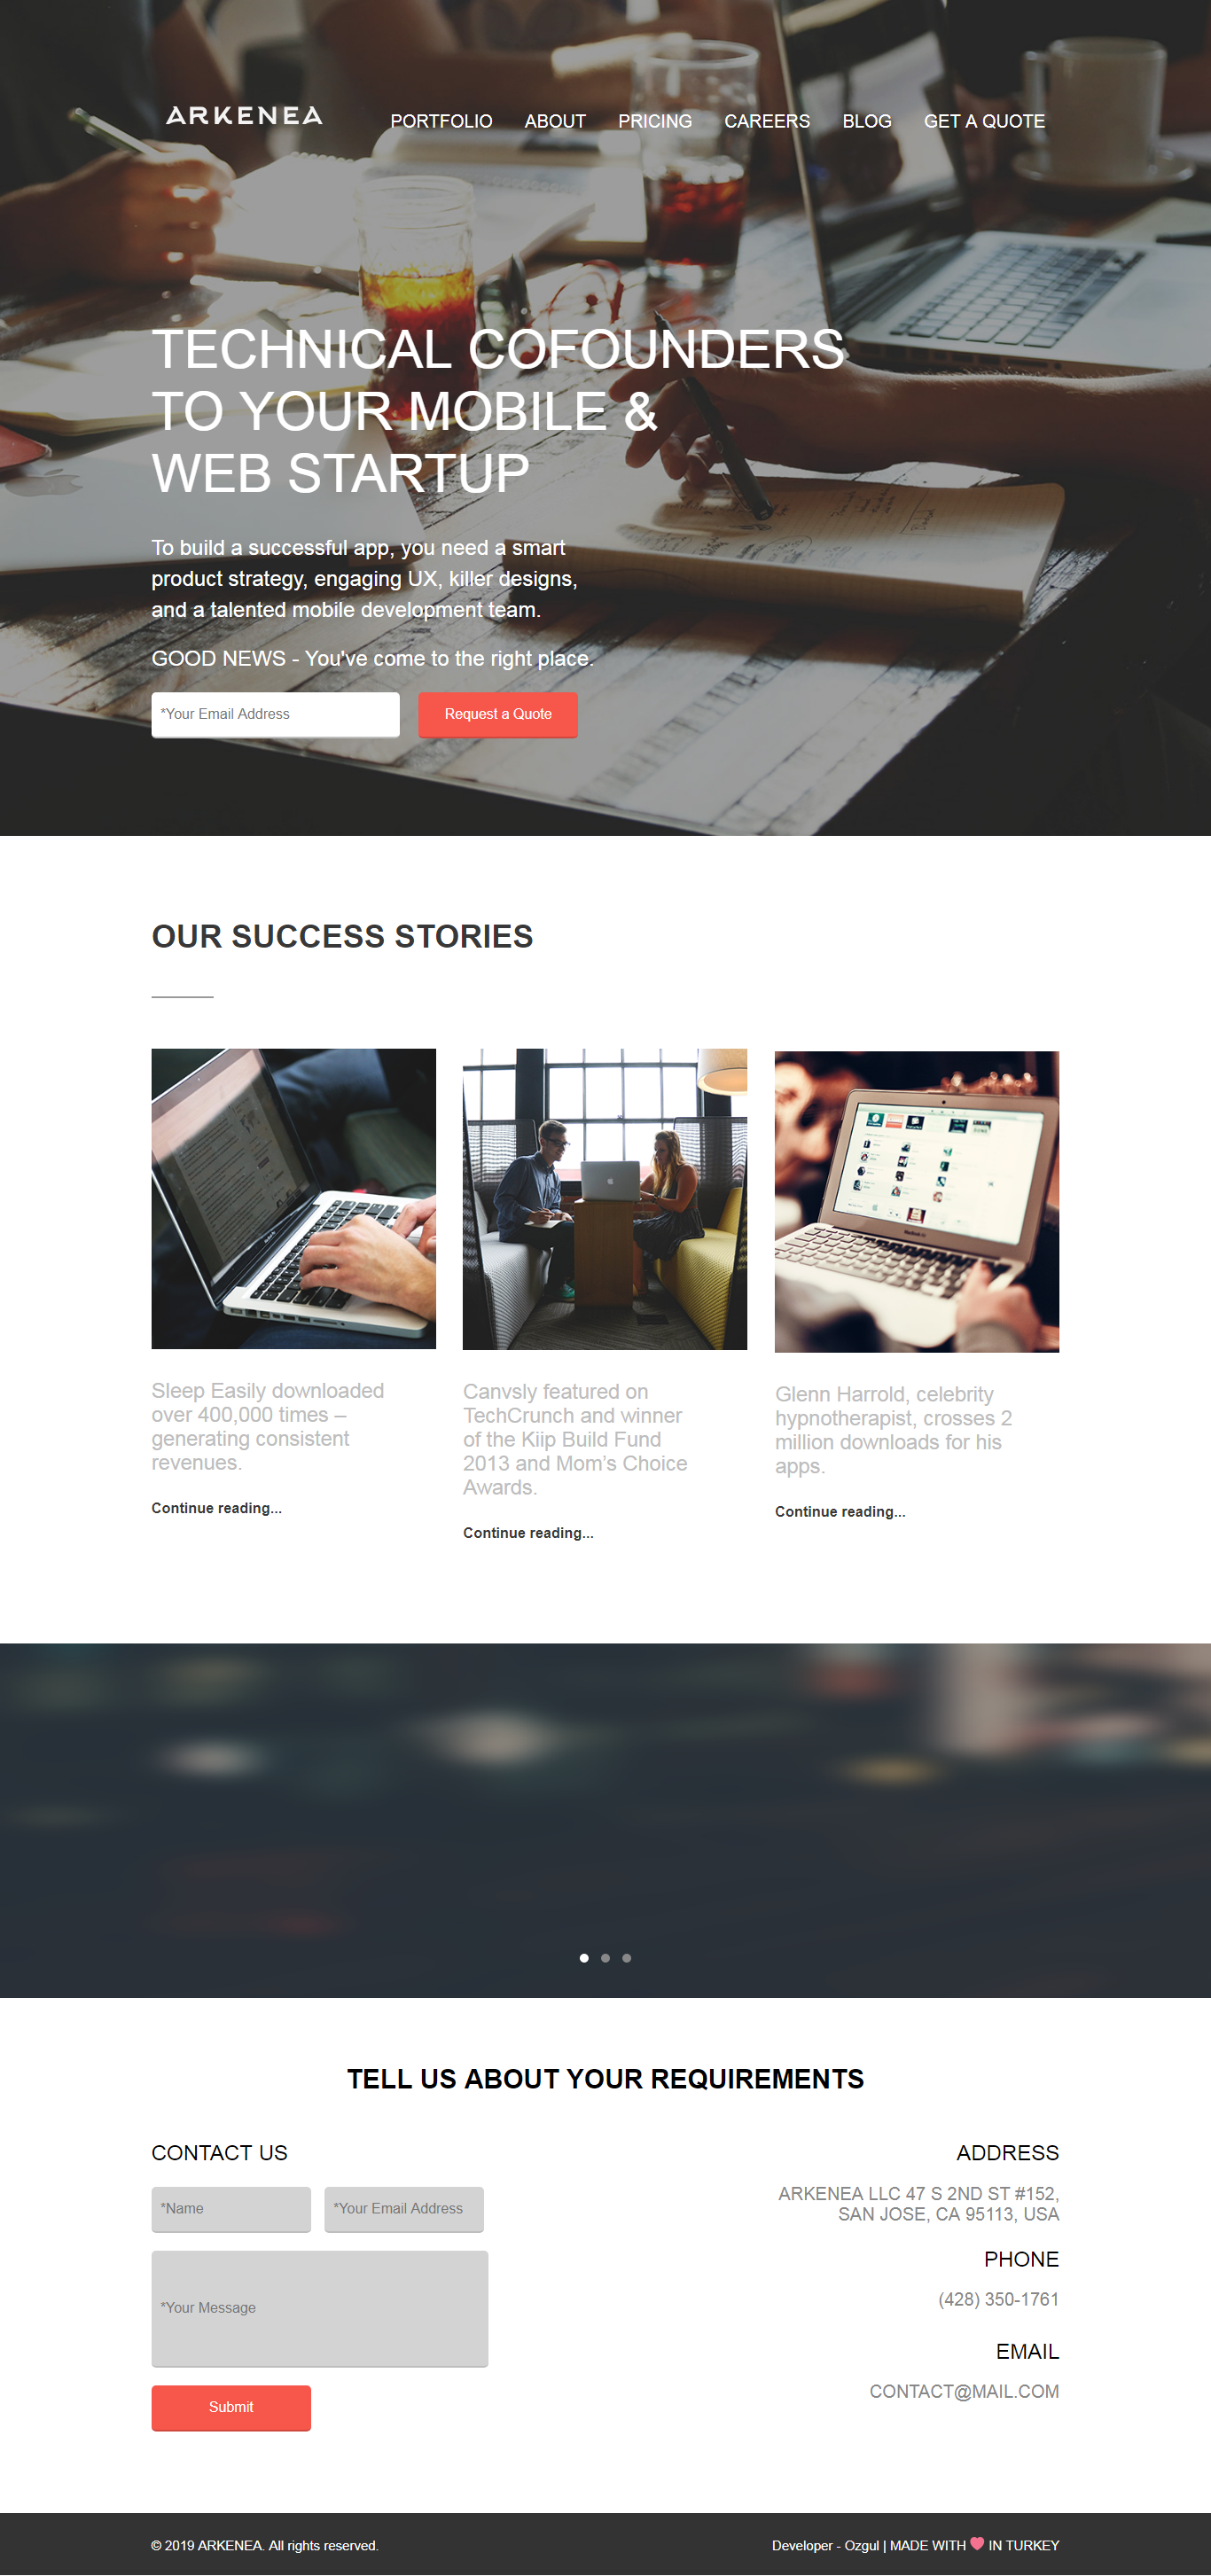 ARKENEA
PORTFOLIO ABOUT PRICING CAREERS BLOG GET A QUOTE
TECHNICAL COFOUNDERS
TO YOUR MOBILE &
WEB STARTUP
To build a successful app, you need a smart
product strategy, engaging UX, killer designs,
and a talented mobile development team.
GOOD NEWS - You've come to the right place.
*Your Email Address
Request a Quote
OUR SUCCESS STORIES
Sleep Easily downloaded
over 400,000 times –
generating consistent
revenues.
Continue reading...
Canvsly featured on
TechCrunch and winner
of the Kiip Build Fund
2013 and Mom’s Choice
Awards.
Continue reading...
Glenn Harrold, celebrity
hypnotherapist, crosses 2
million downloads for his
apps.
Continue reading...
TELL US ABOUT YOUR REQUIREMENTS
CONTACT US
*Name
*Your Email Address
*Your Message
Submit
ADDRESS
ARKENEA LLC 47 S 2ND ST #152,
SAN JOSE, CA 95113, USA
PHONE
(428) 350-1761
EMAIL
CONTACT@MAIL.COM
© 2019 ARKENEA. All rights reserved.
Developer - Ozgul | MADE WITH ❤ IN TURKEY